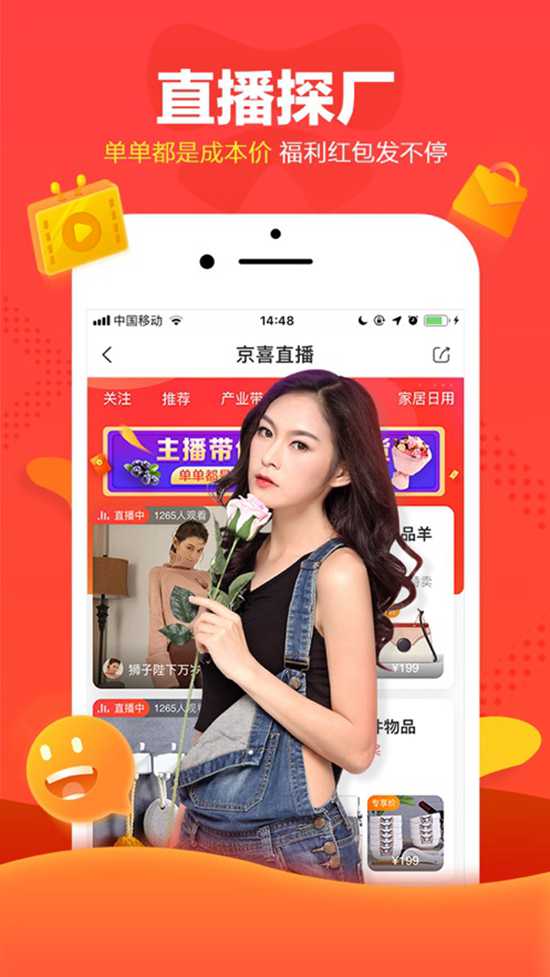 直播探厂
单单都是成本价 福利红包发不停
中国移动 14:48
京喜直播
关注 推荐 产业带 家居日用
主播带
货
单单都是
直播中 1265人观看
品羊
卖
¥199
狮子陛下万岁
直播中 1265人观看
件物品
专享价
¥199